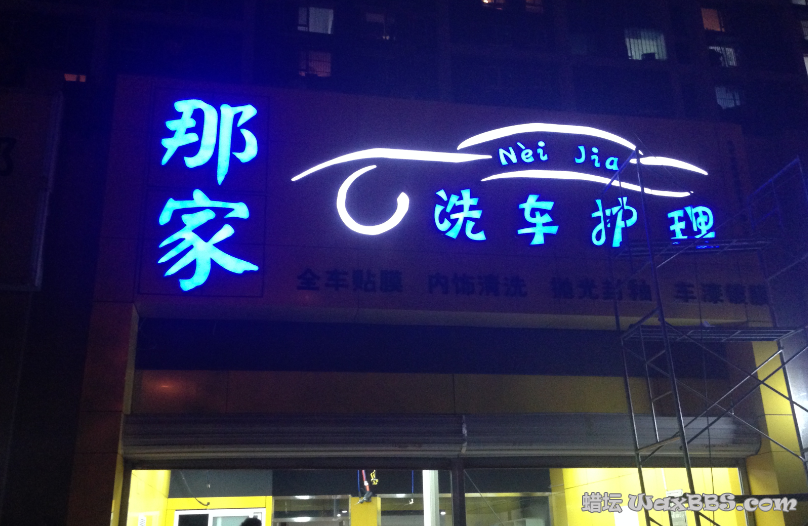 那家
Nèi Jia
洗车护理
全车贴膜 内饰清洗 抛光封釉 车漆镀膜
蜡坛 WaxBBS.com